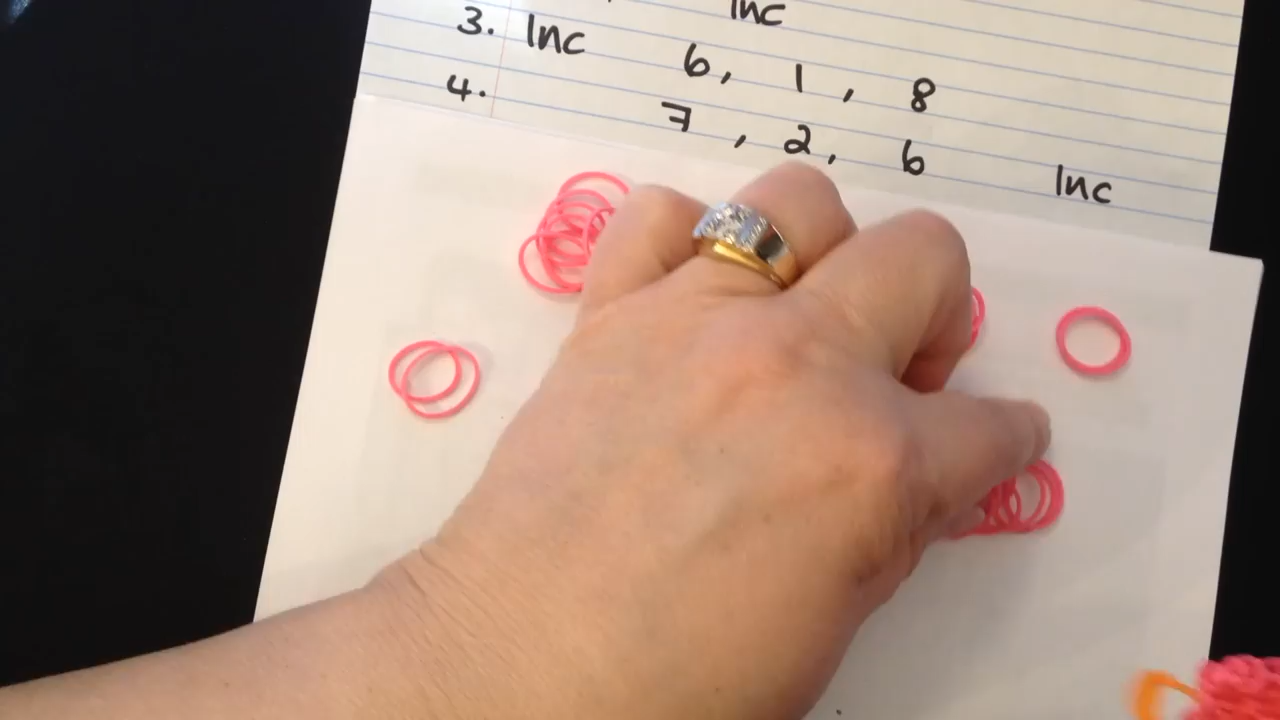 Inc
3. Inc 6, 1, 8
4. 7, 2, 6 Inc